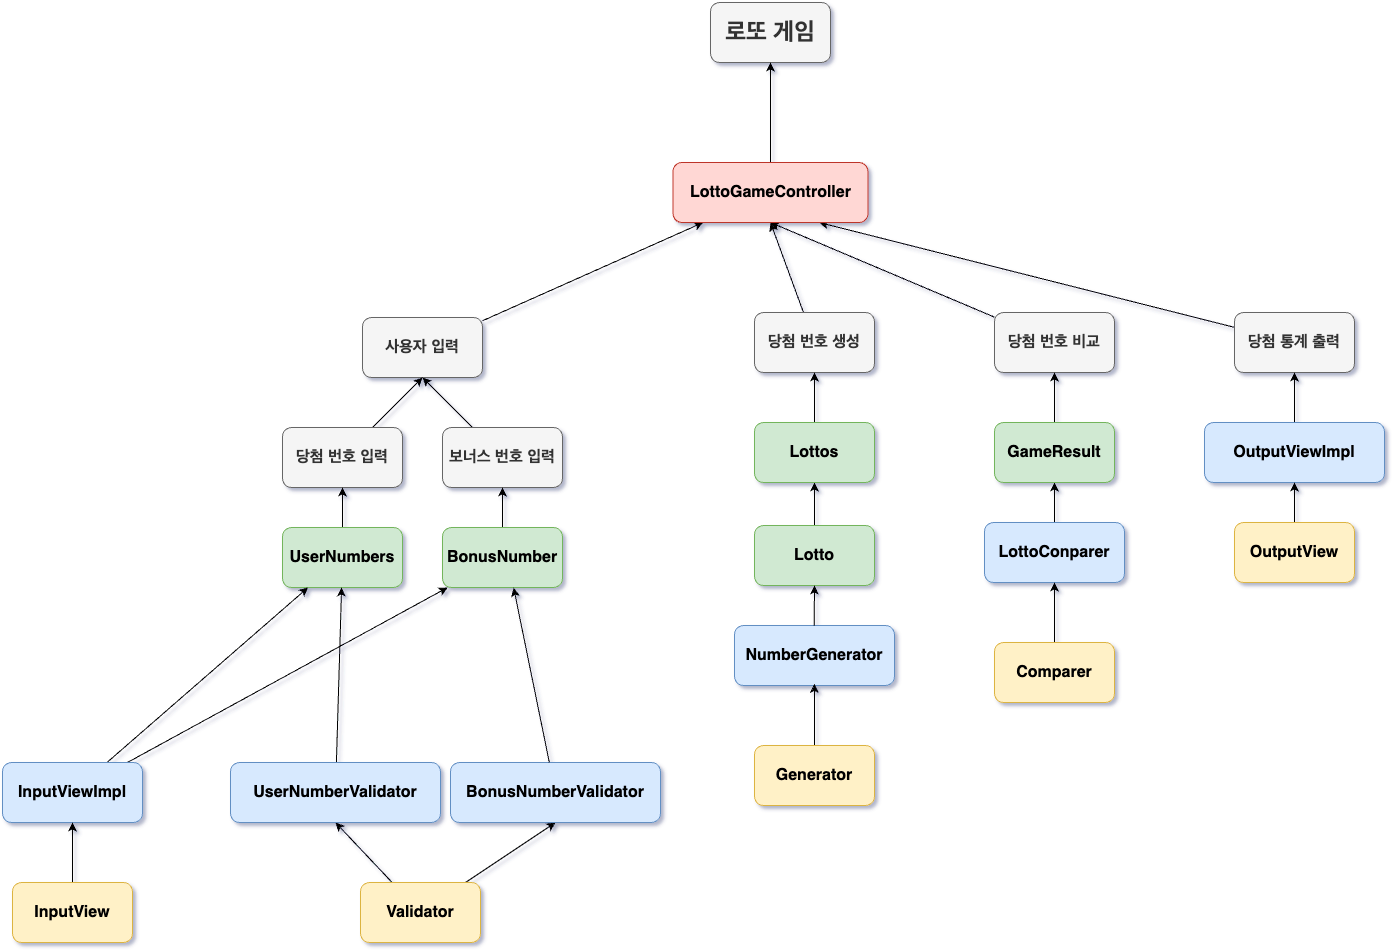 로또 게임
LottoGameController
사용자 입력
당첨 번호 생성
당첨 번호 비교
당첨 통계 출력
당첨 번호 입력
보너스 번호 입력
Lottos
GameResult
OutputViewImpl
UserNumbers
BonusNumber
Lotto
LottoConparer
OutputView
NumberGenerator
Comparer
InputViewImpl
UserNumberValidator
BonusNumberValidator
Generator
InputView
Validator